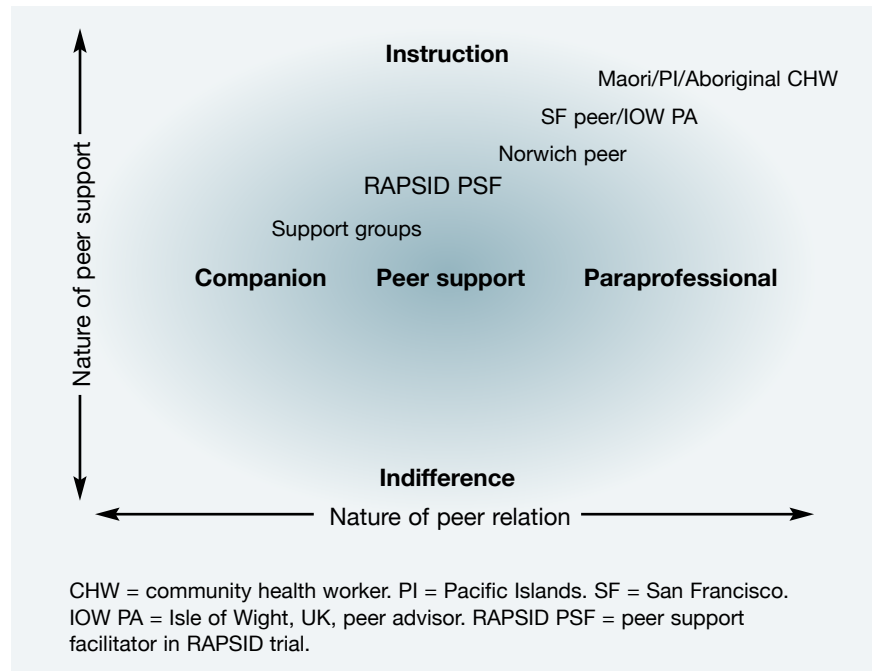 Instruction
Maori/PI/Aboriginal CHW
SF peer/IOW PA
Norwich peer
RAPSID PSF
Support groups
Companion Peer support Paraprofessional
Nature of peer support
Indifference
Nature of peer relation
CHW = community health worker. PI = Pacific Islands. SF = San Francisco.
IOW PA = Isle of Wight, UK, peer advisor. RAPSID PSF = peer support
facilitator in RAPSID trial.